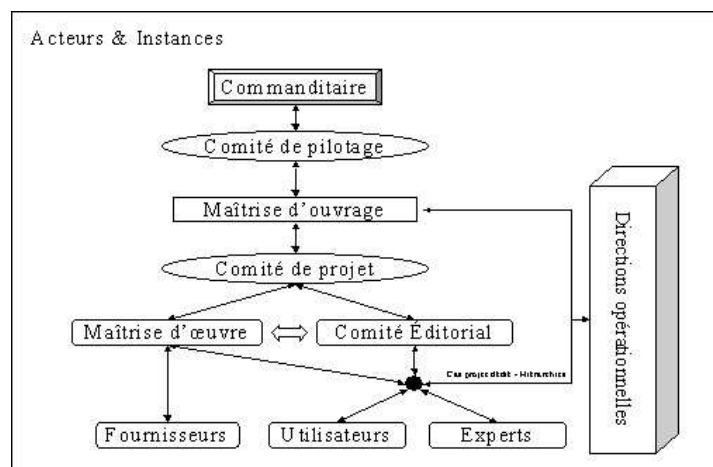 Acteurs & Instances
Commanditaire
Comité de pilotage
Maîtrise d'ouvrage
Comité de projet
Maîtrise d'œuvre
Comité Éditorial
Hiérarchie
Fournisseurs
Utilisateurs
Experts
Directions opérationnelles